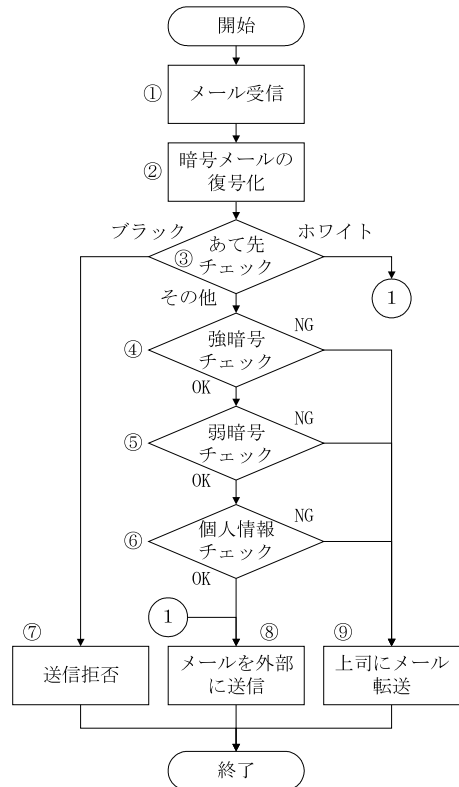 開始
①
メール受信
②
暗号メールの
復号化
ブラック
ホワイト
③
あて先
チェック
1
その他
④
強暗号
チェック
NG
OK
⑤
弱暗号
チェック
NG
OK
⑥
個人情報
チェック
NG
OK
1
⑦
送信拒否
⑧
メールを外部
に送信
⑨
上司にメール
転送
終了